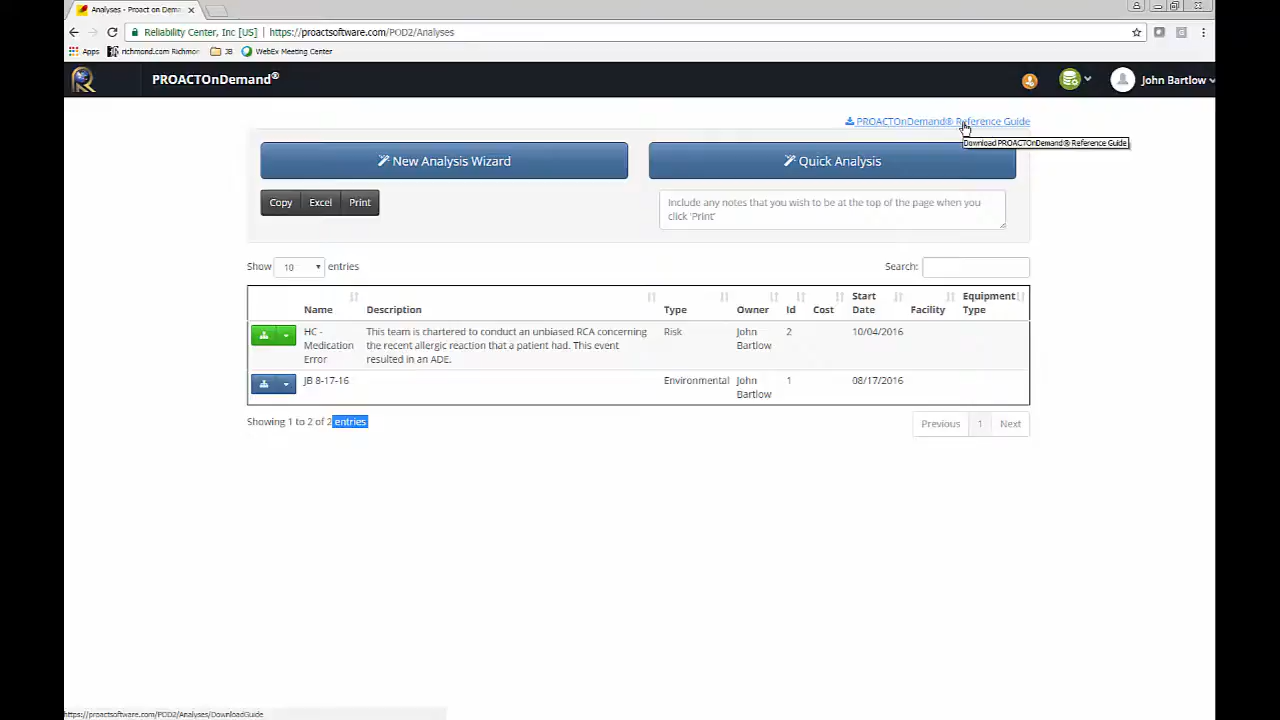 Analyses - Proact on Dem
Reliability Center, Inc [US] https://proactsoftware.com/POD2/Analyses
Apps richmond.com Richmon JB WebEx Meeting Center
PROACTOnDemand® John Bartlow
PROACTOnDemand® Reference Guide
Download PROACTOnDemand® Reference Guide
New Analysis Wizard Quick Analysis
Copy Excel Print
Include any notes that you wish to be at the top of the page when you
click 'Print'
Show 10 entries Search:
Name Description Type Owner Id Cost Start Date Facility Equipment Type
HC - Medication Error
This team is chartered to conduct an unbiased RCA concerning
the recent allergic reaction that a patient had. This event
resulted in an ADE.
Risk John Bartlow 2 10/04/2016
JB 8-17-16 Environmental John Bartlow 1 08/17/2016
Showing 1 to 2 of 2 entries
Previous 1 Next
https://proactsoftware.com/POD2/Analyses/DownloadGuide